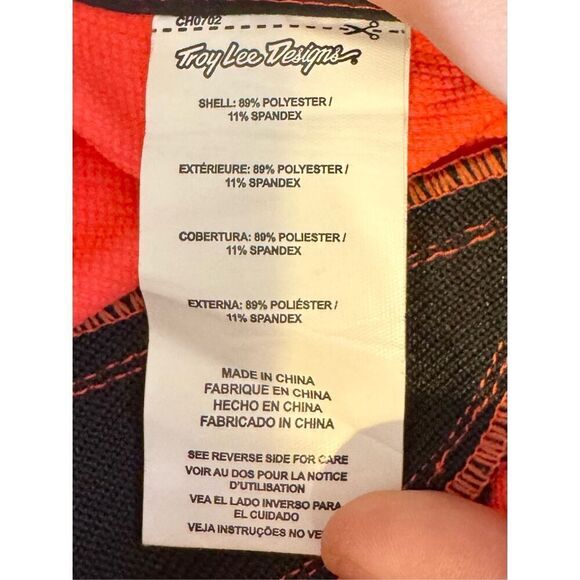 CH0702
Troy Lee Designs
SHELL: 89% POLYESTER /
11% SPANDEX
EXTÉRIEURE: 89% POLYESTER /
11% SPANDEX
COBERTURA: 89% POLIESTER /
11% SPANDEX
EXTERNA: 89% POLIÉSTER /
11% SPANDEX
MADE IN CHINA
FABRIQUE EN CHINA
HECHO EN CHINA
FABRICADO IN CHINA
SEE REVERSE SIDE FOR CARE
VOIR AU DOS POUR LA NOTICE
D'UTILISATION
VEA EL LADO INVERSO PARA
EL CUIDADO
VEJA INSTRUÇÕES NO